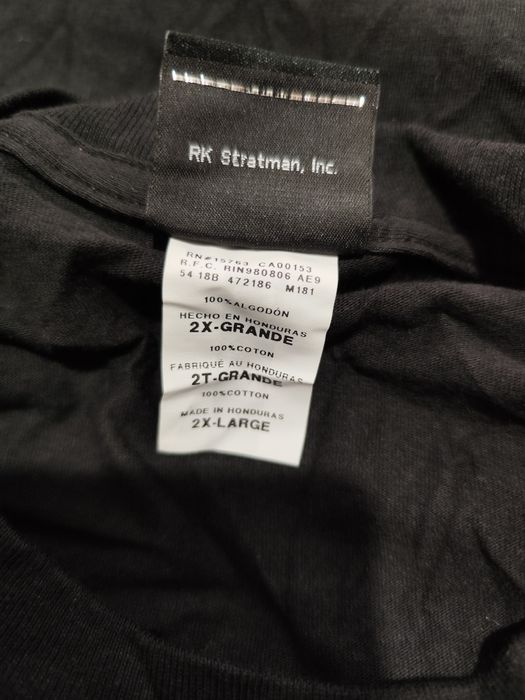 RK Stratman, Inc.
RN#15763 CA00153
R.F.C. RIN980806 AE9
54 18B 472186 M181
100%ALGODÓN
HECHO EN HONDURAS
2X-GRANDE
100%COTON
FABRIQUÉ AU HONDURAS
2T-GRANDE
100%COTTON
MADE IN HONDURAS
2X-LARGE